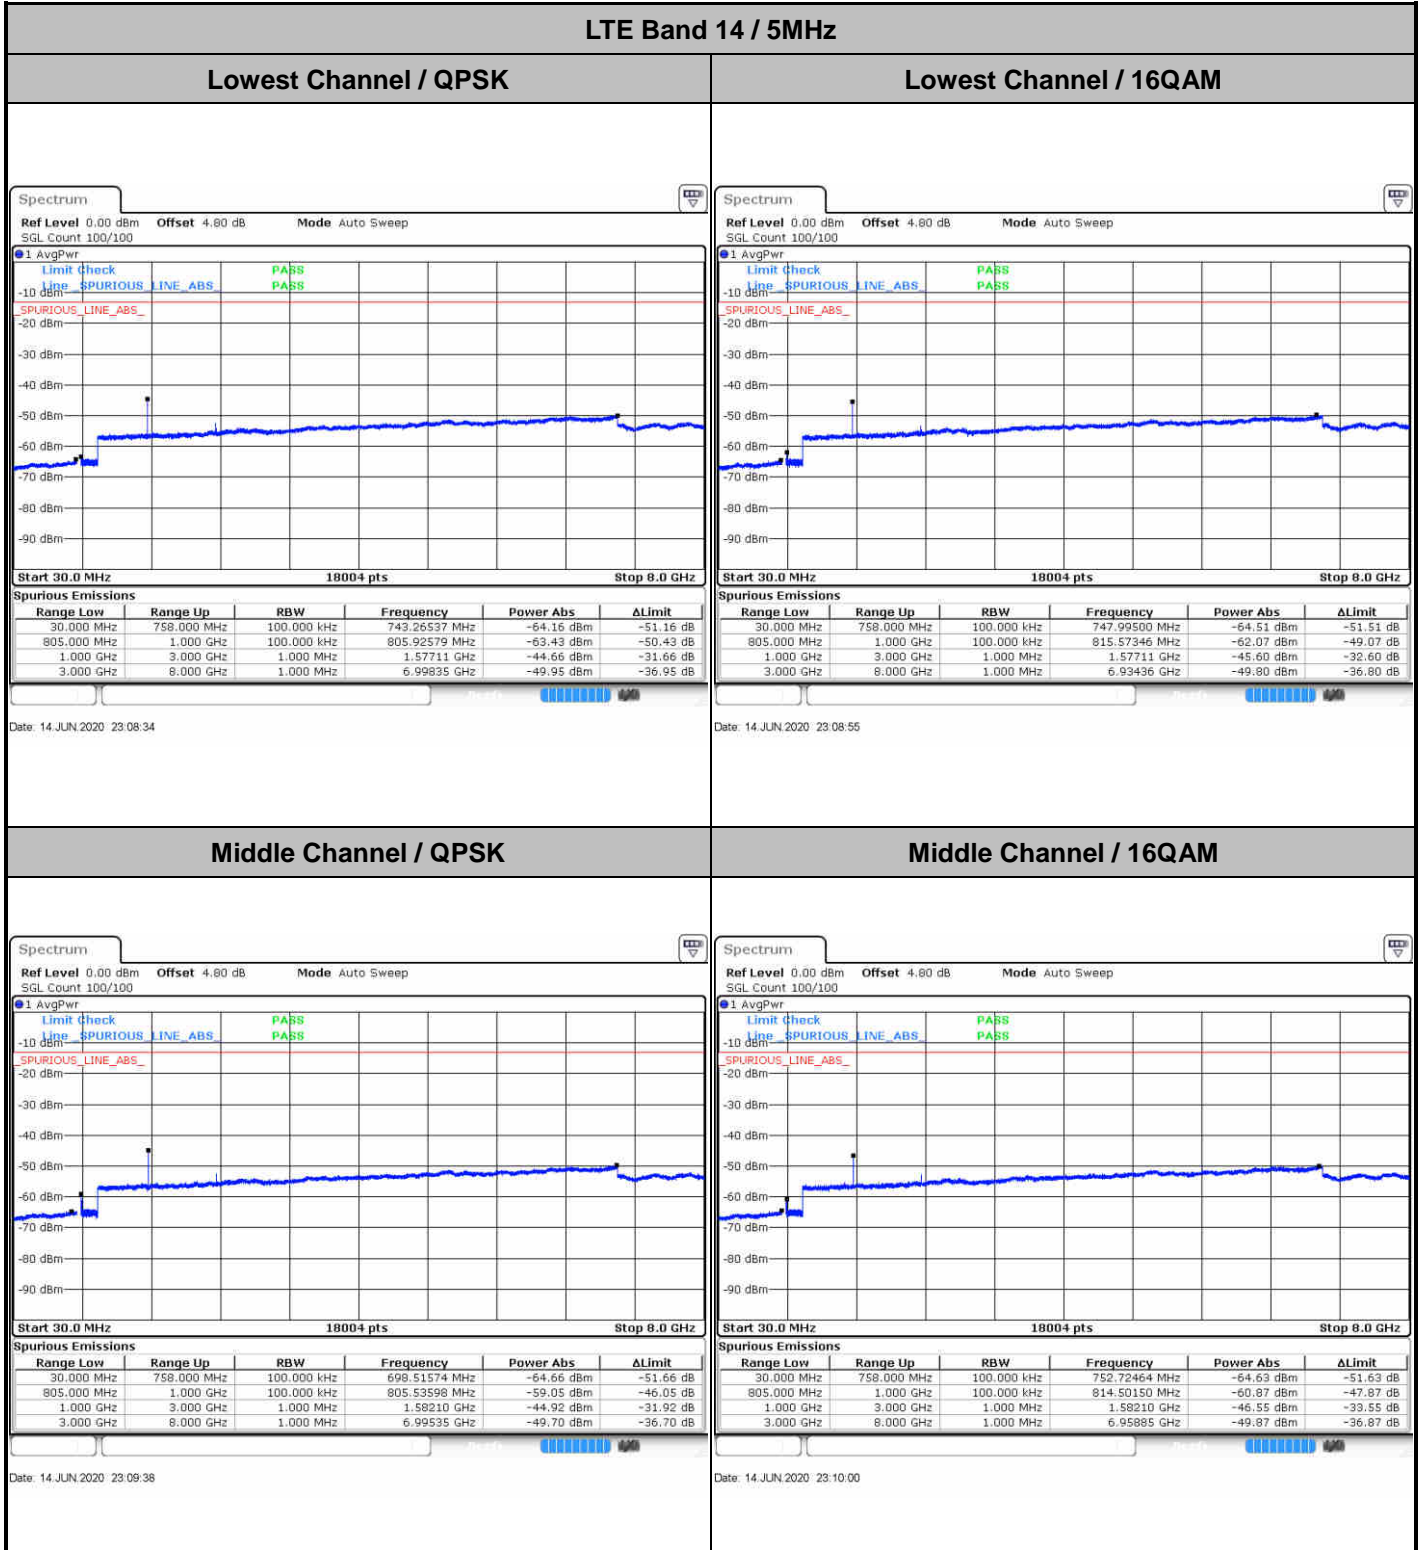 LTE Band 14 / 5MHz
Lowest Channel / QPSK
Lowest Channel / 16QAM
Spectrum
Ref Level 0.00 dBm Offset 4.80 dB Mode Auto Sweep
SGL Count 100/100
1 AvgPwr
Limit Check PASS
Line _SPURIOUS_LINE_ABS_ PASS
-10 dBm
_SPURIOUS_LINE_ABS_
-20 dBm
-30 dBm
-40 dBm
-50 dBm
-60 dBm
-70 dBm
-80 dBm
-90 dBm
Start 30.0 MHz 18004 pts Stop 8.0 GHz
Spurious Emissions
Range Low Range Up RBW Frequency Power Abs ΔLimit
30.000 MHz 758.000 MHz 100.000 kHz 743.26537 MHz -64.16 dBm -51.16 dB
805.000 MHz 1.000 GHz 100.000 kHz 805.92579 MHz -63.43 dBm -50.43 dB
1.000 GHz 3.000 GHz 1.000 MHz 1.57711 GHz -44.66 dBm -31.66 dB
3.000 GHz 8.000 GHz 1.000 MHz 6.99835 GHz -49.95 dBm -36.95 dB
Date: 14.JUN.2020 23:08:34
Spectrum
Ref Level 0.00 dBm Offset 4.80 dB Mode Auto Sweep
SGL Count 100/100
1 AvgPwr
Limit Check PASS
Line _SPURIOUS_LINE_ABS_ PASS
-10 dBm
_SPURIOUS_LINE_ABS_
-20 dBm
-30 dBm
-40 dBm
-50 dBm
-60 dBm
-70 dBm
-80 dBm
-90 dBm
Start 30.0 MHz 18004 pts Stop 8.0 GHz
Spurious Emissions
Range Low Range Up RBW Frequency Power Abs ΔLimit
30.000 MHz 758.000 MHz 100.000 kHz 747.99500 MHz -64.51 dBm -51.51 dB
805.000 MHz 1.000 GHz 100.000 kHz 815.57346 MHz -62.07 dBm -49.07 dB
1.000 GHz 3.000 GHz 1.000 MHz 1.57711 GHz -45.60 dBm -32.60 dB
3.000 GHz 8.000 GHz 1.000 MHz 6.93436 GHz -49.80 dBm -36.80 dB
Date: 14.JUN.2020 23:08:55
Middle Channel / QPSK
Middle Channel / 16QAM
Spectrum
Ref Level 0.00 dBm Offset 4.80 dB Mode Auto Sweep
SGL Count 100/100
1 AvgPwr
Limit Check PASS
Line _SPURIOUS_LINE_ABS_ PASS
-10 dBm
_SPURIOUS_LINE_ABS_
-20 dBm
-30 dBm
-40 dBm
-50 dBm
-60 dBm
-70 dBm
-80 dBm
-90 dBm
Start 30.0 MHz 18004 pts Stop 8.0 GHz
Spurious Emissions
Range Low Range Up RBW Frequency Power Abs ΔLimit
30.000 MHz 758.000 MHz 100.000 kHz 698.51574 MHz -64.66 dBm -51.66 dB
805.000 MHz 1.000 GHz 100.000 kHz 805.53598 MHz -59.05 dBm -46.05 dB
1.000 GHz 3.000 GHz 1.000 MHz 1.58210 GHz -44.92 dBm -31.92 dB
3.000 GHz 8.000 GHz 1.000 MHz 6.99535 GHz -49.70 dBm -36.70 dB
Date: 14.JUN.2020 23:09:38
Spectrum
Ref Level 0.00 dBm Offset 4.80 dB Mode Auto Sweep
SGL Count 100/100
1 AvgPwr
Limit Check PASS
Line _SPURIOUS_LINE_ABS_ PASS
-10 dBm
_SPURIOUS_LINE_ABS_
-20 dBm
-30 dBm
-40 dBm
-50 dBm
-60 dBm
-70 dBm
-80 dBm
-90 dBm
Start 30.0 MHz 18004 pts Stop 8.0 GHz
Spurious Emissions
Range Low Range Up RBW Frequency Power Abs ΔLimit
30.000 MHz 758.000 MHz 100.000 kHz 752.72464 MHz -64.63 dBm -51.63 dB
805.000 MHz 1.000 GHz 100.000 kHz 814.50150 MHz -60.87 dBm -47.87 dB
1.000 GHz 3.000 GHz 1.000 MHz 1.58210 GHz -46.55 dBm -33.55 dB
3.000 GHz 8.000 GHz 1.000 MHz 6.95885 GHz -49.87 dBm -36.87 dB
Date: 14.JUN.2020 23:10:00